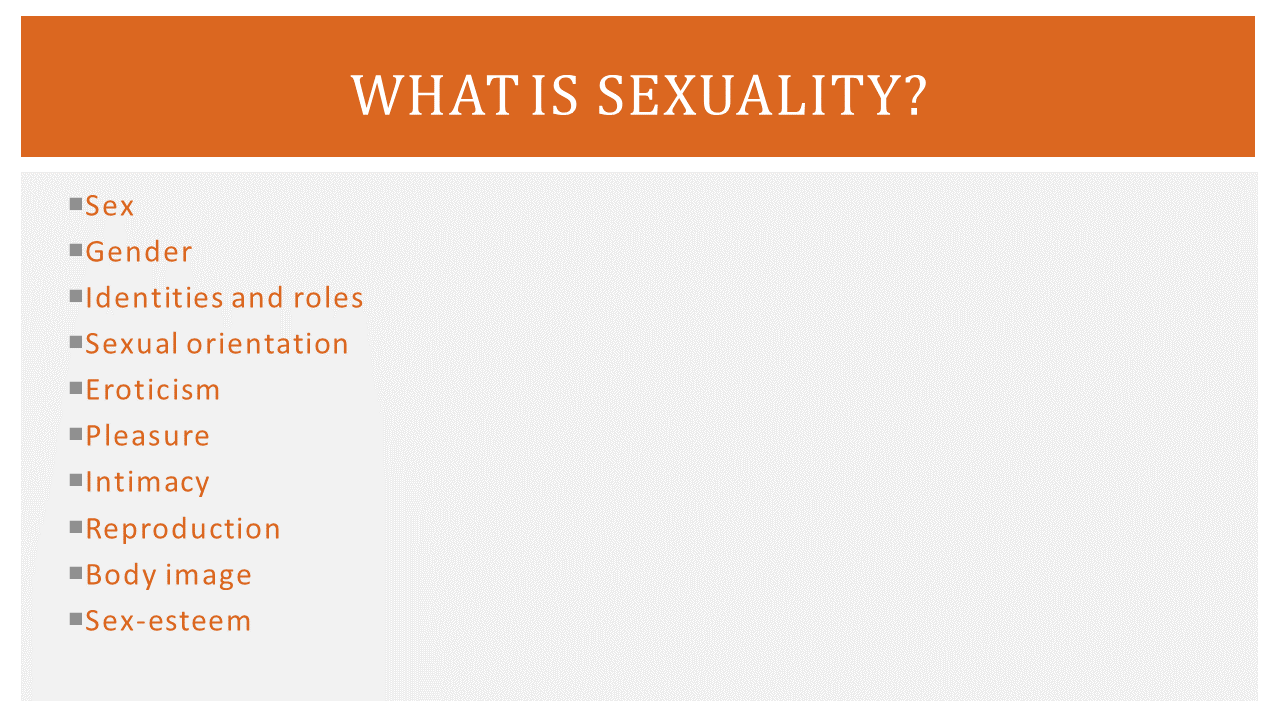 WHAT IS SEXUALITY?
Sex
Gender
Identities and roles
Sexual orientation
Eroticism
Pleasure
Intimacy
Reproduction
Body image
Sex-esteem